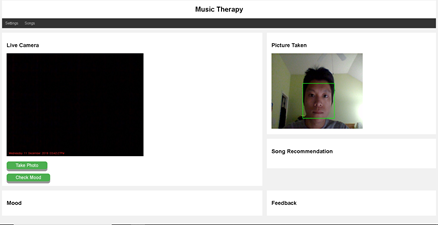 Music Therapy
Settings Songs
Live Camera
Take Photo
Check Mood
Picture Taken
Song Recommendation
Mood
Feedback